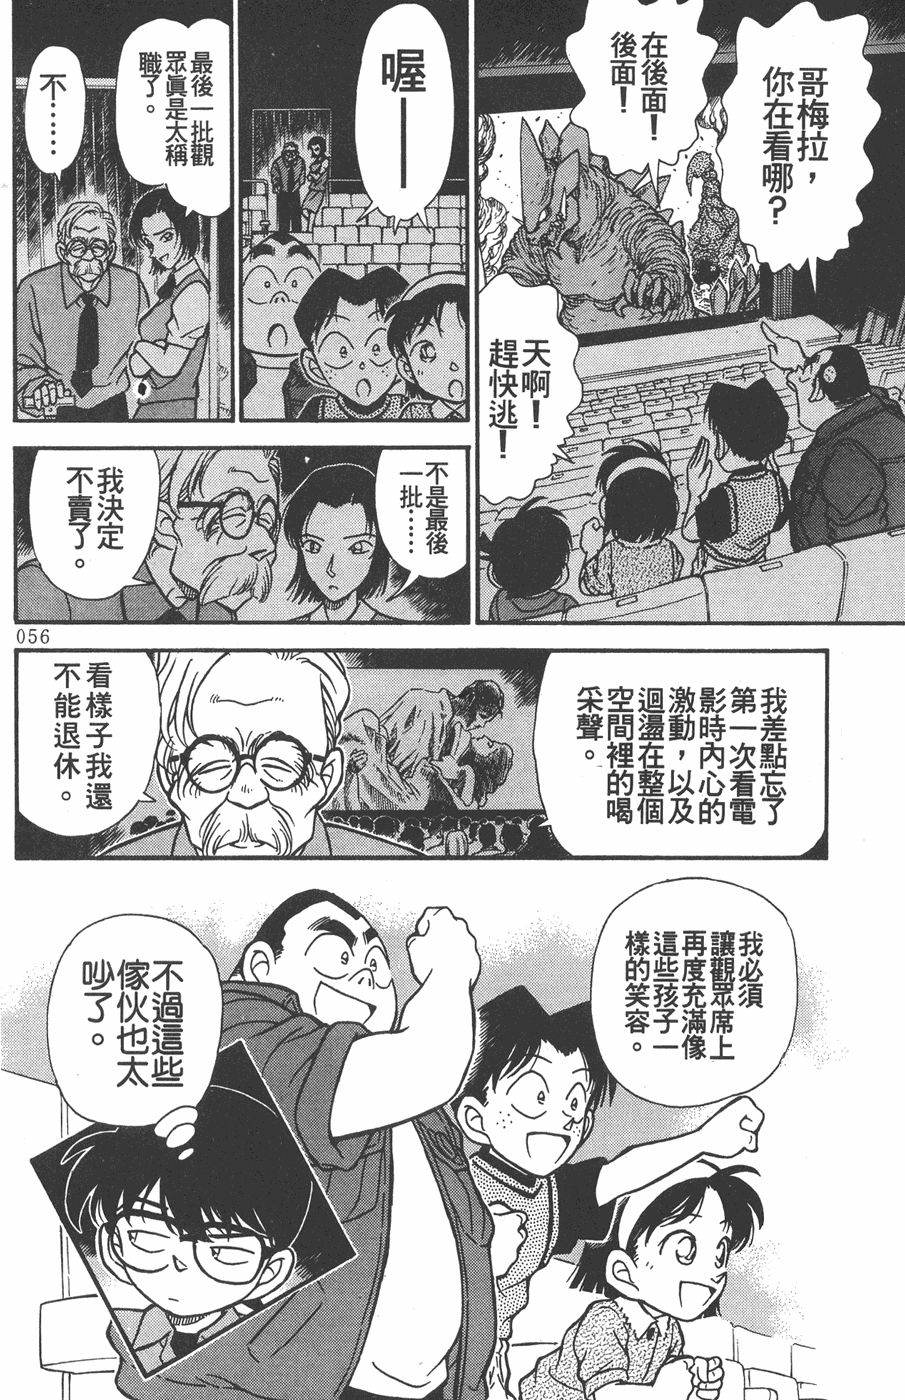 哥梅拉，
你在看哪？
在後面！
後面！
天啊！
趕快逃！
喔——
最後一批觀
眾眞是太稱
職了。
不……
不是最後
一批……
我決定
不賣了。
056
我差點忘了
第一次看電
影時內心的
激動，以及
迴盪在整個
空間裡的喝
采聲。
看樣子我還
不能退休。
我必須
讓觀眾席上
再度充滿像
這些孩子一
樣的笑容。
不過這些
傢伙也太
吵了。